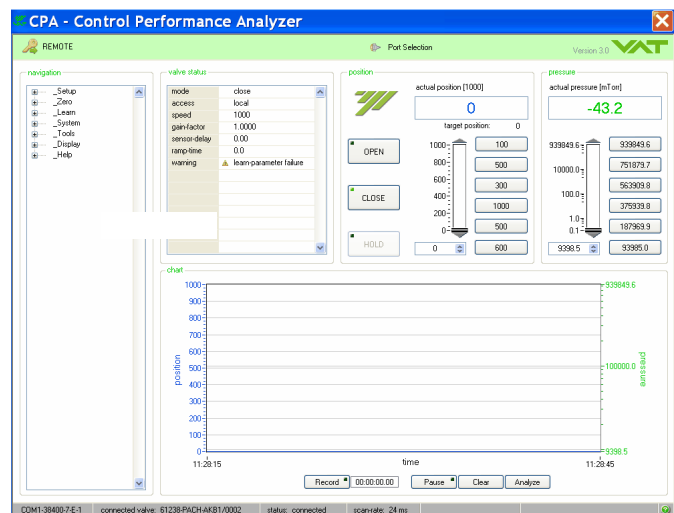 CPA - Control Performance Analyzer
REMOTE
Port Selection
Version 3.0 VAT
navigation
_Setup
_Zero
_Learn
_System
_Tools
_Display
_Help
valve status
mode close
access local
speed 1000
gain-factor 1.0000
sensor-delay 0.00
ramp-time 0.0
warning learn-parameter failure
position
actual position [1000]
0
target position: 0
OPEN
CLOSE
HOLD
1000
800
600
400
200
0
0
100
500
300
1000
500
600
pressure
actual pressure [mTorr]
-43.2
939849.6
10000.0
100.0
1.0
0.1
9398.5
939849.6
751879.7
563909.8
375939.8
187969.9
93985.0
chart
1000
900
800
700
600
500
400
300
200
100
0
position
939849.6
100000.0
9398.5
pressure
11:28:15 time 11:28:45
Record 00:00:00.00 Pause Clear Analyze
COM1-38400-7-E-1 connected valve: 61238-PACH-AKB1/0002 status: connected scan-rate: 24 ms